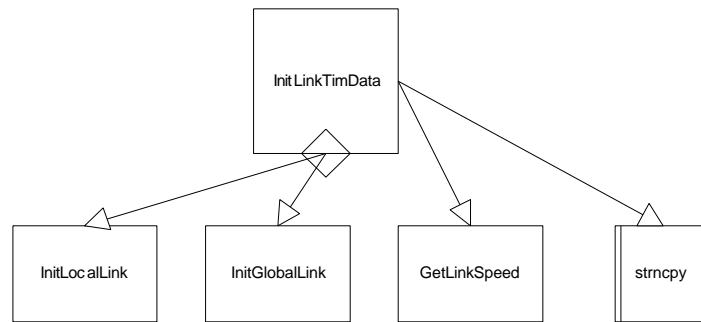 InitLinkTimData
InitLocalLink
InitGlobalLink
GetLinkSpeed
strncpy